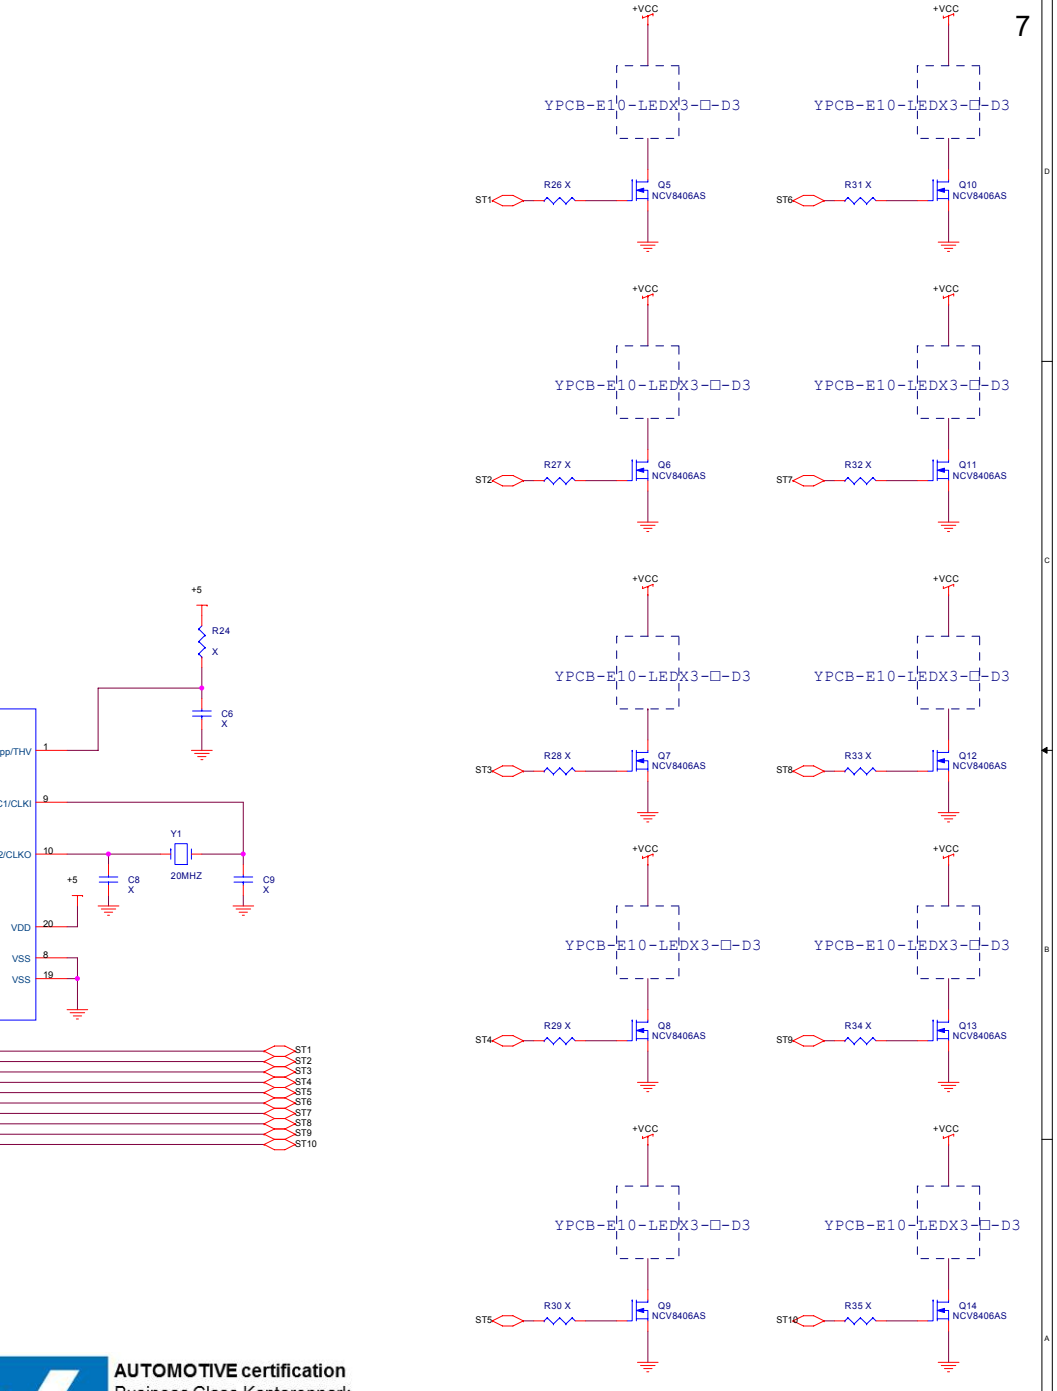 7
+VCC
+VCC
YPCB-E10-LEDX3-□-D3
YPCB-E10-LEDX3-□-D3
D
R26 X
Q5
NCV8406AS
ST1
R31 X
Q10
NCV8406AS
ST6
+VCC
+VCC
YPCB-E10-LEDX3-□-D3
YPCB-E10-LEDX3-□-D3
R27 X
Q6
NCV8406AS
ST2
R32 X
Q11
NCV8406AS
ST7
C
+VCC
+VCC
YPCB-E10-LEDX3-□-D3
YPCB-E10-LEDX3-□-D3
R28 X
Q7
NCV8406AS
ST3
R33 X
Q12
NCV8406AS
ST8
+VCC
+VCC
YPCB-E10-LEDX3-□-D3
YPCB-E10-LEDX3-□-D3
B
R29 X
Q8
NCV8406AS
ST4
R34 X
Q13
NCV8406AS
ST9
+VCC
+VCC
YPCB-E10-LEDX3-□-D3
YPCB-E10-LEDX3-□-D3
R30 X
Q9
NCV8406AS
ST5
R35 X
Q14
NCV8406AS
ST10
A
+5
R24
X
C6
X
pp/THV
1
C1/CLKI
9
2/CLKO
10
Y1
20MHZ
+5
C8
X
C9
X
VDD
20
VSS
8
VSS
19
ST1
ST2
ST3
ST4
ST5
ST6
ST7
ST8
ST9
ST10
AUTOMOTIVE certification